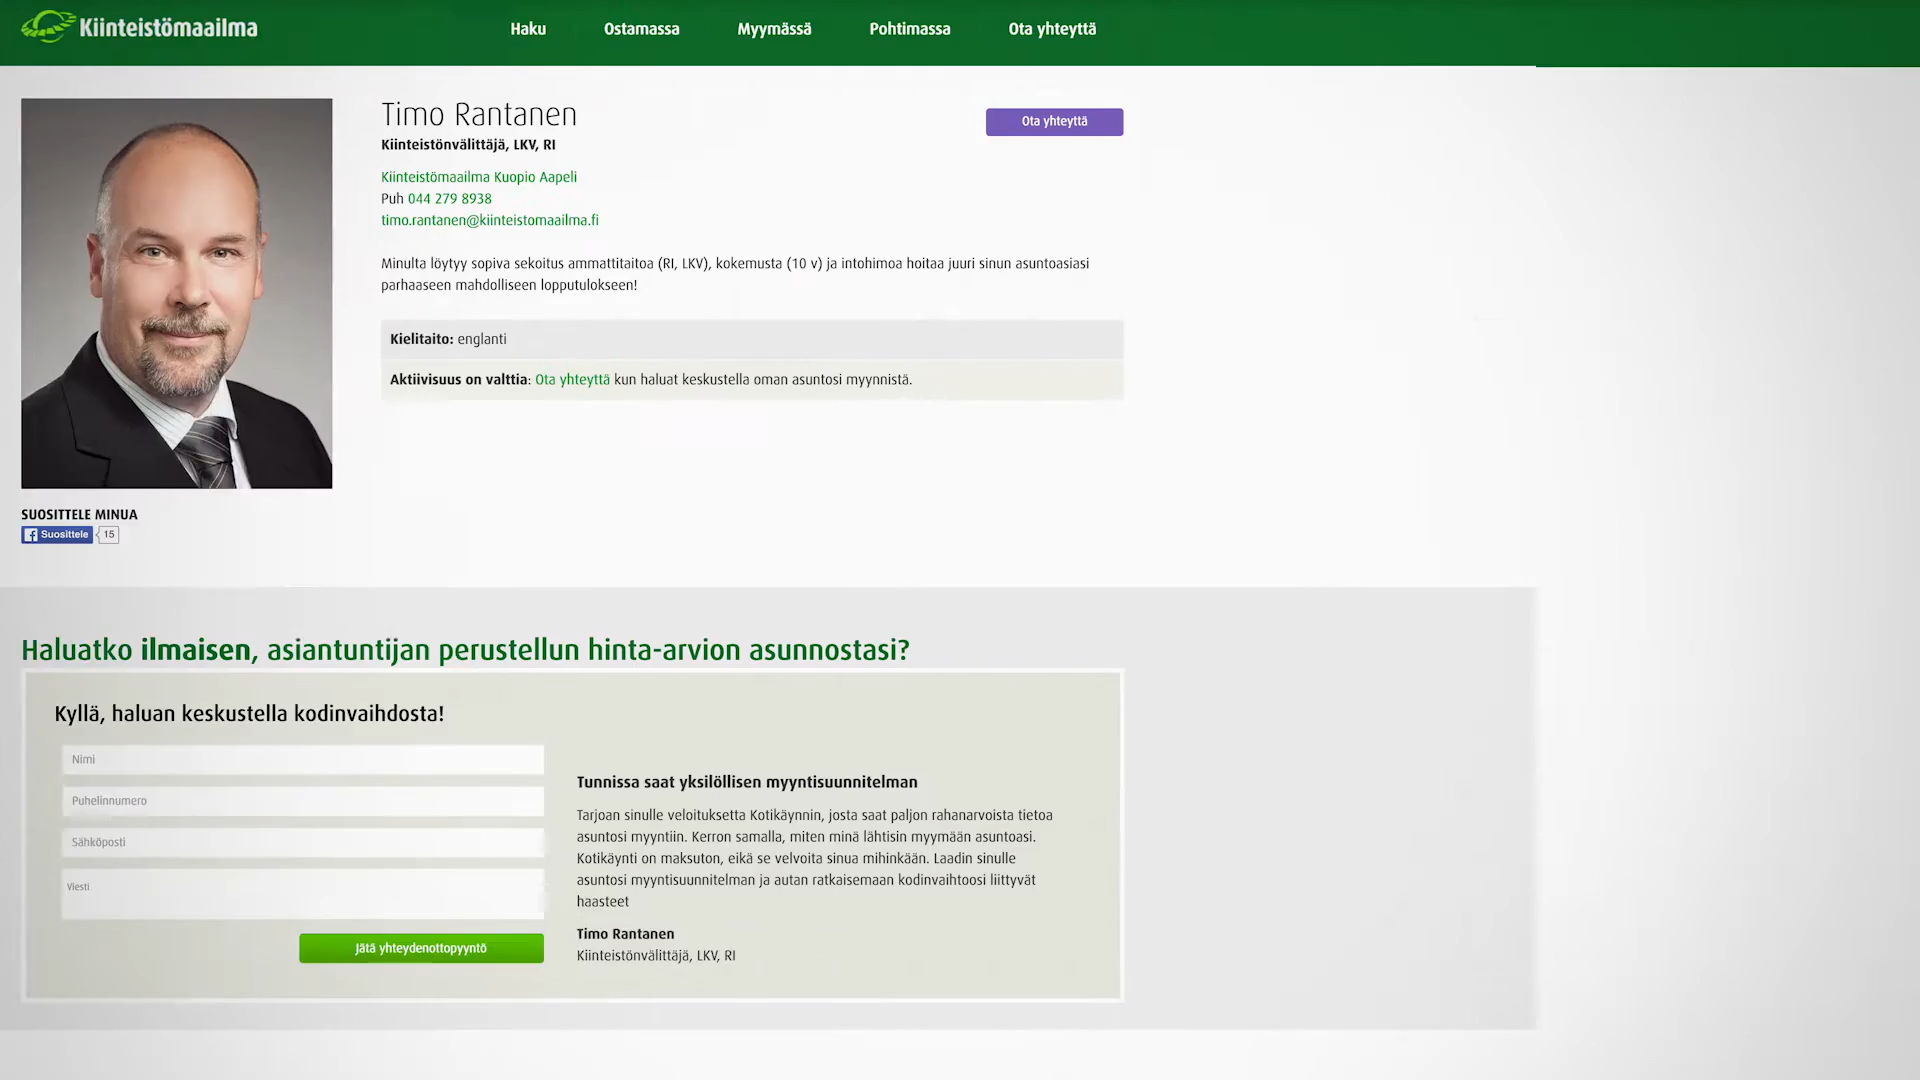 Kiinteistömaailma
Haku
Ostamassa
Myymässä
Pohtimassa
Ota yhteyttä
Timo Rantanen
Ota yhteyttä
Kiinteistönvälittäjä, LKV, RI
Kiinteistömaailma Kuopio Aapeli
Puh 044 279 8938
timo.rantanen@kiinteistomaailma.fi
Minulta löytyy sopiva sekoitus ammattitaitoa (RI, LKV), kokemusta (10 v) ja intohimoa hoitaa juuri sinun asuntoasiasi
parhaaseen mahdolliseen lopputulokseen!
Kielitaito: englanti
Aktiivisuus on valttia: Ota yhteyttä kun haluat keskustella oman asuntosi myynnistä.
SUOSITTELE MINUA
Suosittele 15
Haluatko ilmaisen, asiantuntijan perustellun hinta-arvion asunnostasi?
Kyllä, haluan keskustella kodinvaihdosta!
Nimi
Puhelinnumero
Sähköposti
Viesti
Jätä yhteydenottopyyntö
Tunnissa saat yksilöllisen myyntisuunnitelman
Tarjoan sinulle veloituksetta Kotikäynnin, josta saat paljon rahanarvoista tietoa
asuntosi myyntiin. Kerron samalla, miten minä lähtisin myymään asuntoasi.
Kotikäynti on maksuton, eikä se velvoita sinua mihinkään. Laadin sinulle
asuntosi myyntisuunnitelman ja autan ratkaisemaan kodinvaihtoosi liittyvät
haasteet
Timo Rantanen
Kiinteistönvälittäjä, LKV, RI